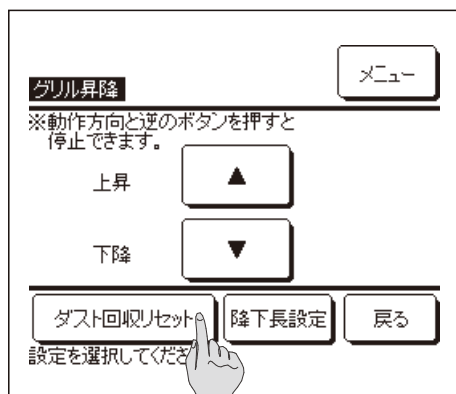 メニュー
グリル昇降
※動作方向と逆のボタンを押すと
停止できます。
上昇
▲
下降
▼
ダスト回収リセット
降下長設定
戻る
設定を選択してくださ